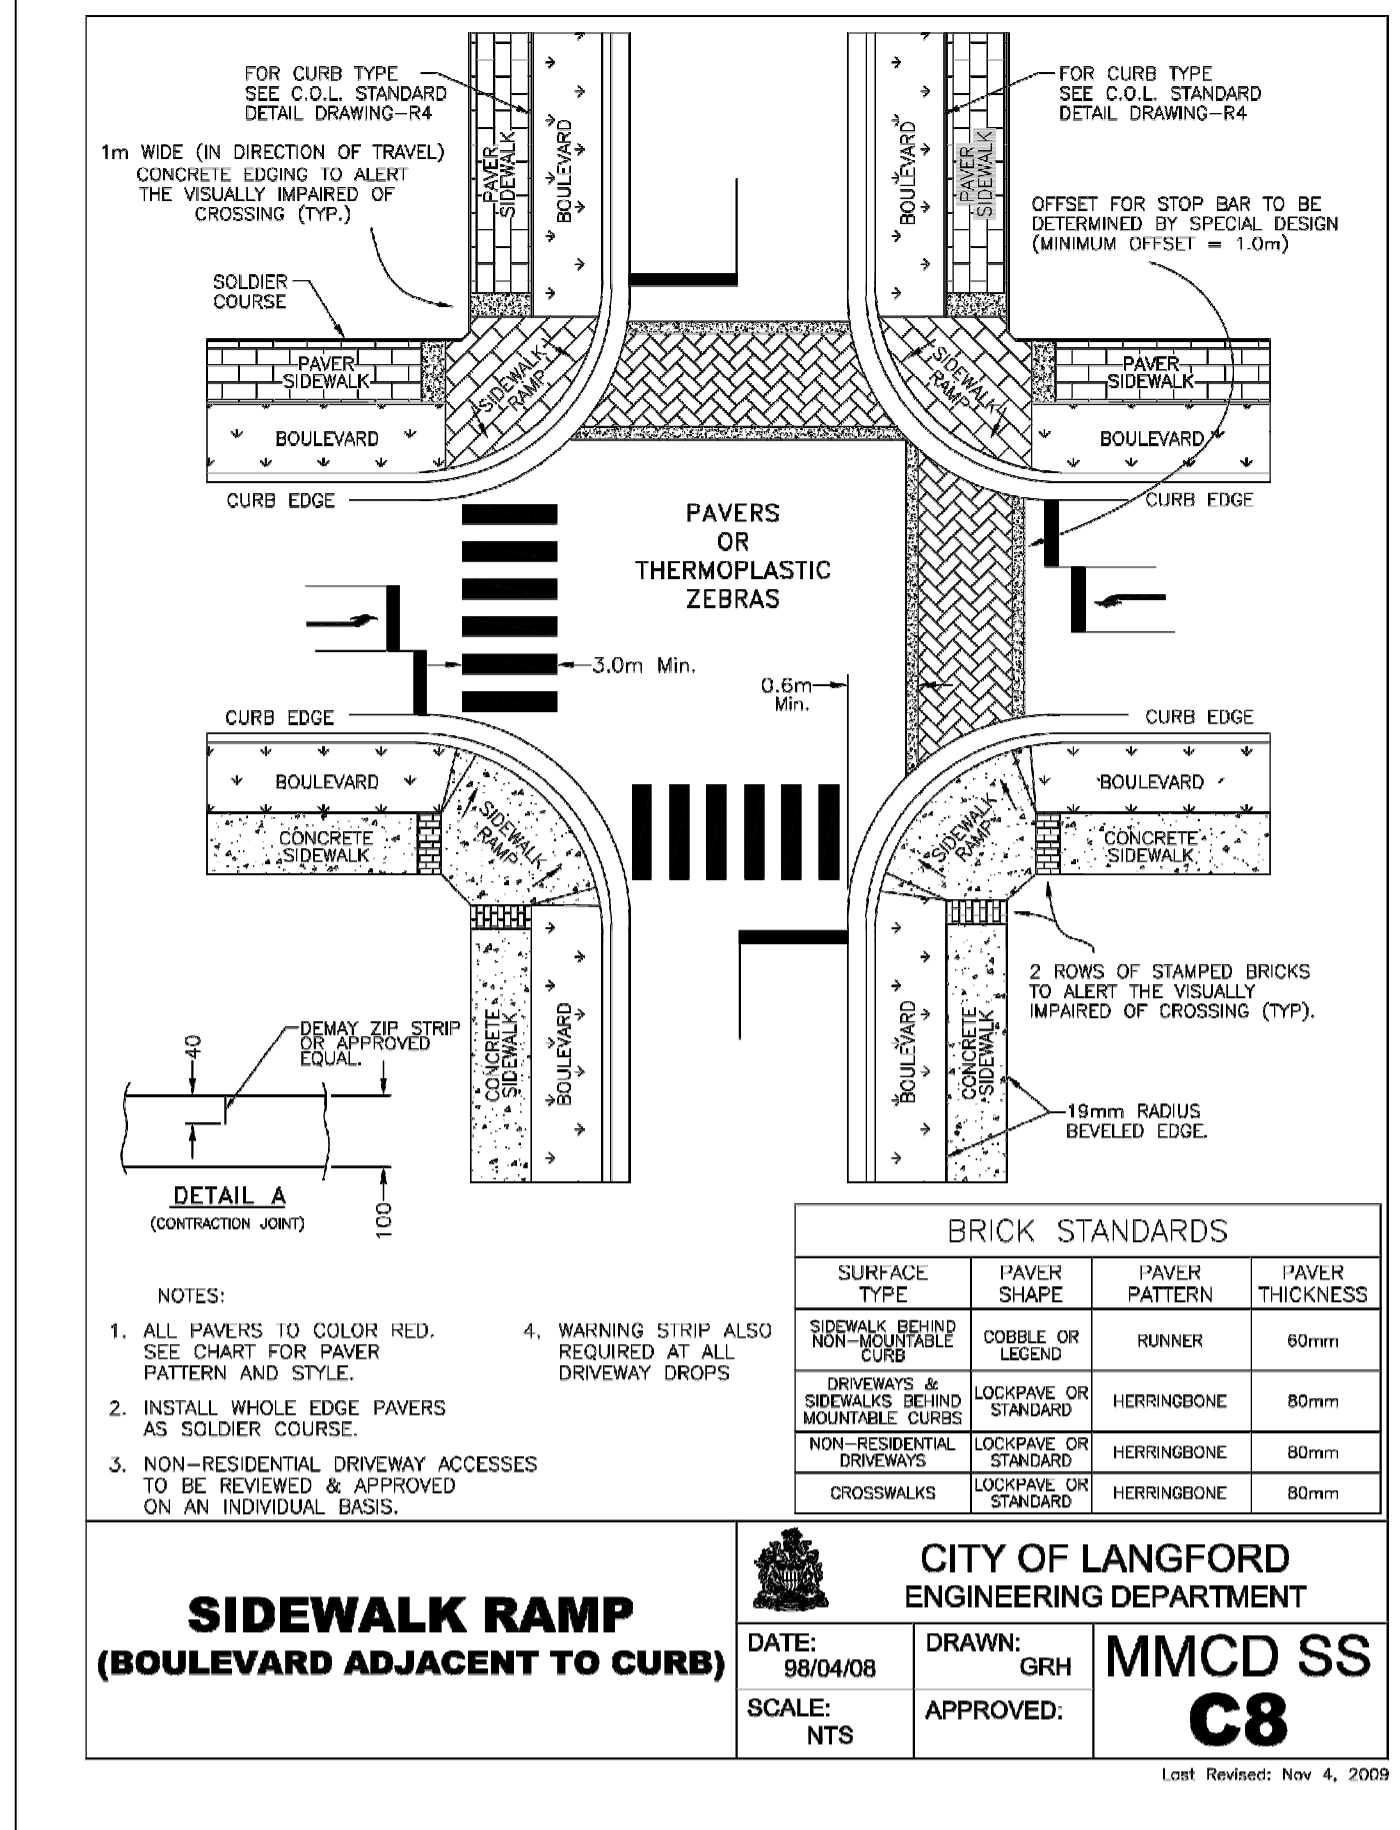 FOR CURB TYPE
SEE C.O.L. STANDARD
DETAIL DRAWING-R4
FOR CURB TYPE
SEE C.O.L. STANDARD
DETAIL DRAWING-R4
1m WIDE (IN DIRECTION OF TRAVEL)
CONCRETE EDGING TO ALERT
THE VISUALLY IMPAIRED OF
CROSSING (TYP.)
PAVER
SIDEWALK
BOULEVARD
BOULEVARD
PAVER
SIDEWALK
OFFSET FOR STOP BAR TO BE
DETERMINED BY SPECIAL DESIGN
(MINIMUM OFFSET = 1.0m)
SOLDIER
COURSE
PAVER
SIDEWALK
SIDEWALK
RAMP
SIDEWALK
RAMP
PAVER
SIDEWALK
BOULEVARD
BOULEVARD
CURB EDGE
CURB EDGE
PAVERS
OR
THERMOPLASTIC
ZEBRAS
3.0m Min.
0.6m
Min.
CURB EDGE
CURB EDGE
BOULEVARD
BOULEVARD
CONCRETE
SIDEWALK
SIDEWALK
RAMP
SIDEWALK
RAMP
CONCRETE
SIDEWALK
2 ROWS OF STAMPED BRICKS
TO ALERT THE VISUALLY
IMPAIRED OF CROSSING (TYP).
CONCRETE
SIDEWALK
BOULEVARD
BOULEVARD
CONCRETE
SIDEWALK
19mm RADIUS
BEVELED EDGE.
DEMAY ZIP STRIP
OR APPROVED
EQUAL.
40
100
DETAIL A
(CONTRACTION JOINT)
NOTES:
1. ALL PAVERS TO COLOR RED.
SEE CHART FOR PAVER
PATTERN AND STYLE.
2. INSTALL WHOLE EDGE PAVERS
AS SOLDIER COURSE.
3. NON-RESIDENTIAL DRIVEWAY ACCESSES
TO BE REVIEWED & APPROVED
ON AN INDIVIDUAL BASIS.
4. WARNING STRIP ALSO
REQUIRED AT ALL
DRIVEWAY DROPS
BRICK STANDARDS
SURFACE TYPE PAVER SHAPE PAVER PATTERN PAVER THICKNESS
SIDEWALK BEHIND NON-MOUNTABLE CURB COBBLE OR LEGEND RUNNER 60mm
DRIVEWAYS & SIDEWALKS BEHIND MOUNTABLE CURBS LOCKPAVE OR STANDARD HERRINGBONE 80mm
NON-RESIDENTIAL DRIVEWAYS LOCKPAVE OR STANDARD HERRINGBONE 80mm
CROSSWALKS LOCKPAVE OR STANDARD HERRINGBONE 80mm
SIDEWALK RAMP
(BOULEVARD ADJACENT TO CURB)
CITY OF LANGFORD
ENGINEERING DEPARTMENT
DATE:
98/04/08
DRAWN:
GRH
SCALE:
NTS
APPROVED:
MMCD SS
C8
Last Revised: Nov 4, 2009